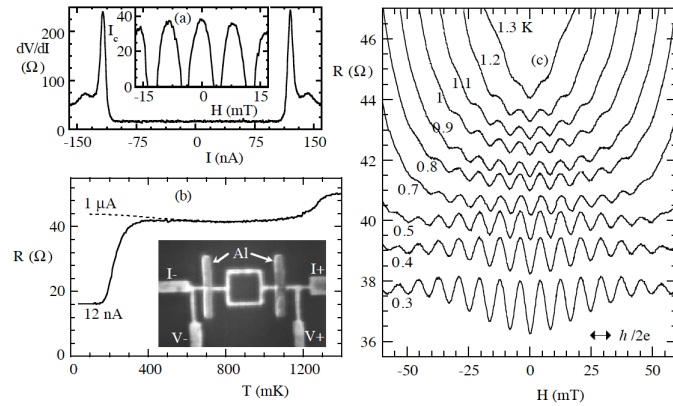 dV/dI
(Ω)
200
100
0
-150
-75
0
75
150
I (nA)
(a)
I_c
40
20
0
-17
0
17
H (mT)
(b)
1 µA
12 nA
R (Ω)
40
20
0
0
400
800
1200
T (mK)
Al
I-
I+
V-
V+
(c)
R (Ω)
46
44
42
40
38
36
1.3 K
1.2
1.1
1
0.9
0.8
0.7
0.5
0.4
0.3
h/2e
-50
-25
0
25
50
H (mT)